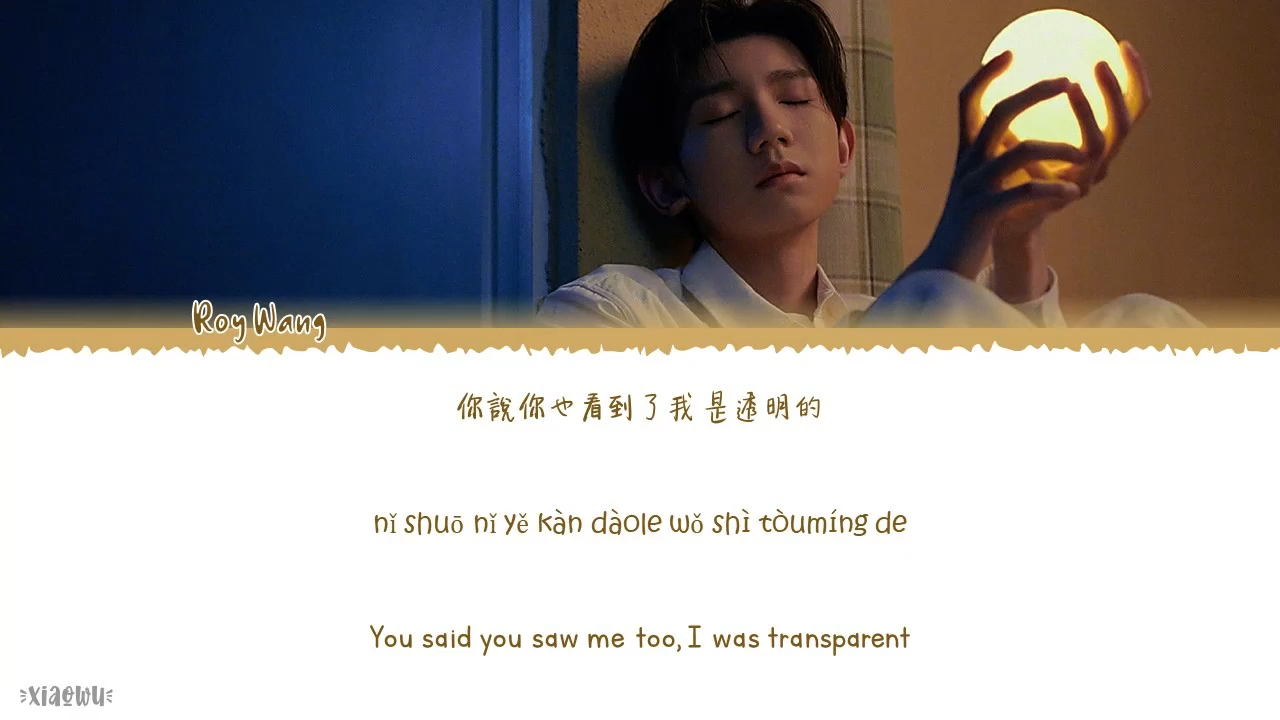 Roy Wang
你說你也看到了我是透明的
nǐ shuō nǐ yě kàn dàole wǒ shì tòumíng de
You said you saw me too, I was transparent
xiaowu